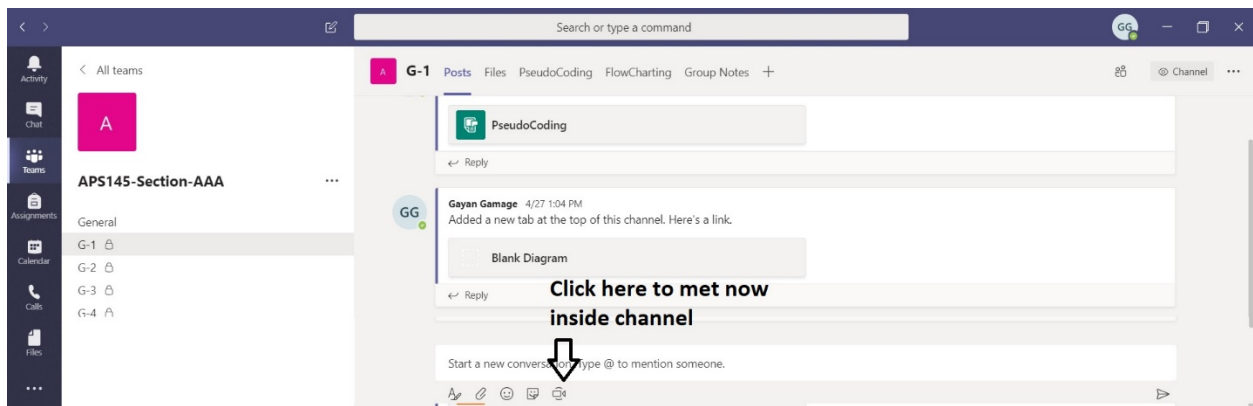 Search or type a command
GG
Activity
Chat
Teams
Assignments
Calendar
Calls
Files
All teams
A
APS145-Section-AAA
General
G-1
G-2
G-3
G-4
A G-1 Posts Files PseudoCoding FlowCharting Group Notes
Channel
PseudoCoding
Reply
GG
Gayan Gamage 4/27 1:04 PM
Added a new tab at the top of this channel. Here's a link.
Blank Diagram
Reply
Click here to met now
inside channel
Start a new conversation. Type @ to mention someone.